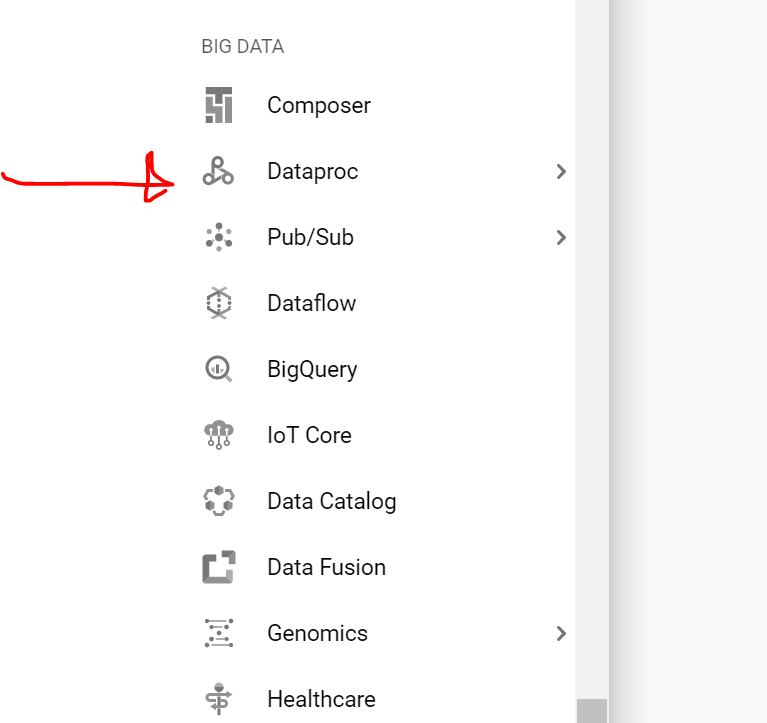 BIG DATA
Composer
Dataproc
Pub/Sub
Dataflow
BigQuery
IoT Core
Data Catalog
Data Fusion
Genomics
Healthcare